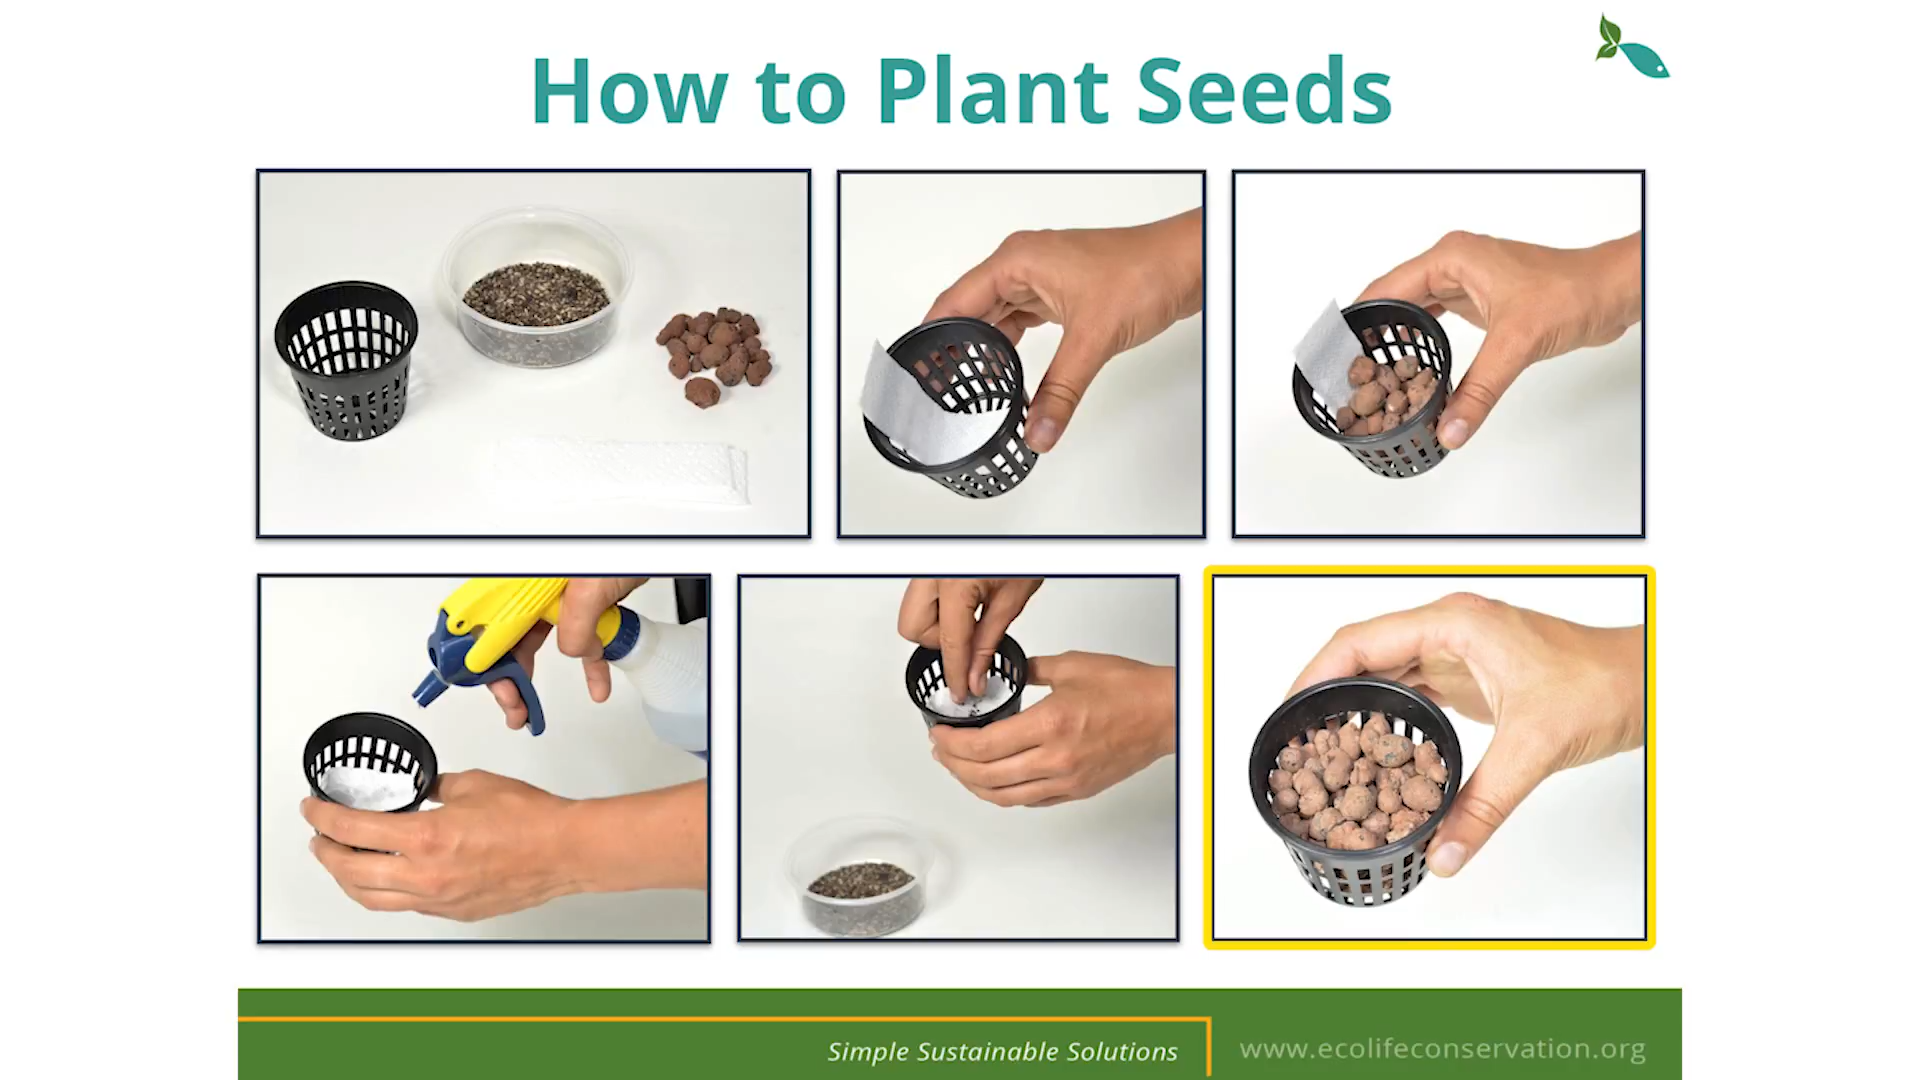 How to Plant Seeds
Simple Sustainable Solutions
www.ecolifeconservation.org